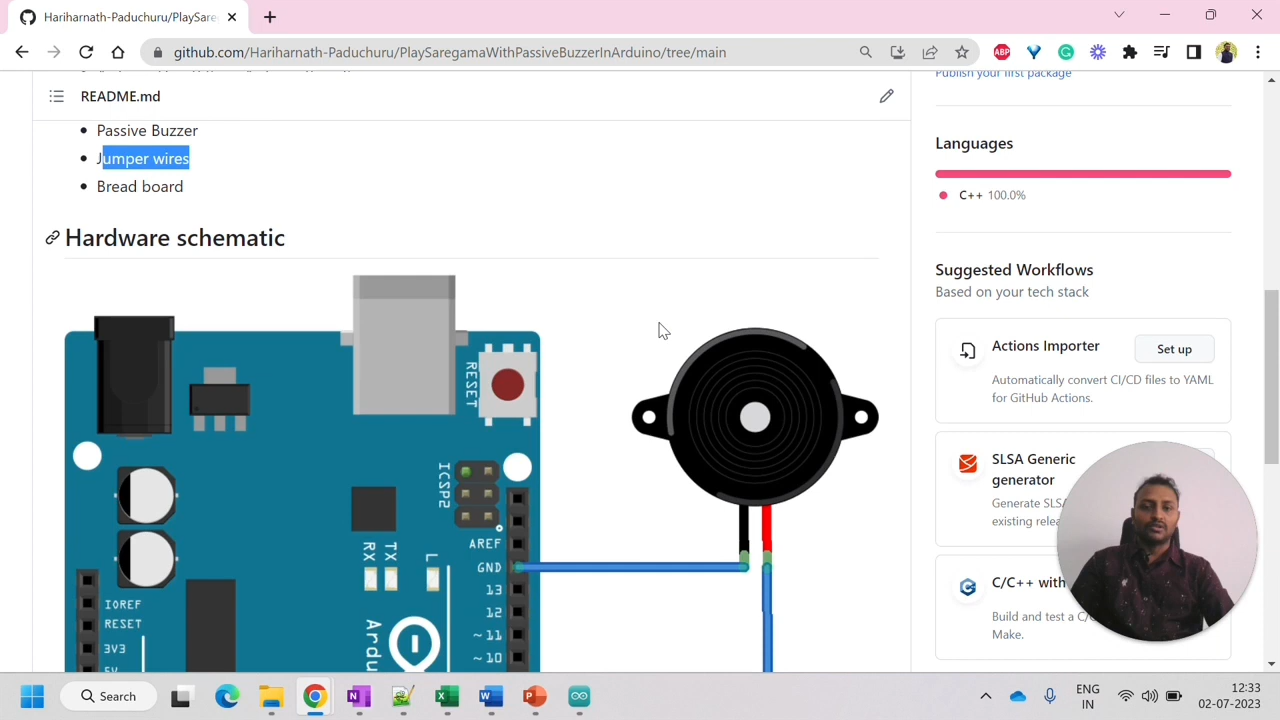 Hariharnath-Paduchuru/PlaySare
github.com/Hariharnath-Paduchuru/PlaySaregamaWithPassiveBuzzerInArduino/tree/main
ABP
README.md
Passive Buzzer
Jumper wires
Bread board
Hardware schematic
RESET
ICSP2
AREF
GND
13
12
~11
~10
RX
TX
L
IOREF
RESET
3V3
5V
Ardu
Publish your first package
Languages
C++ 100.0%
Suggested Workflows
Based on your tech stack
Actions Importer
Set up
Automatically convert CI/CD files to YAML
for GitHub Actions.
SLSA Generic
generator
Generate SLSA
existing relea
C/C++ with
Build and test a C/C
Make.
Search
ENG
IN
12:33
02-07-2023